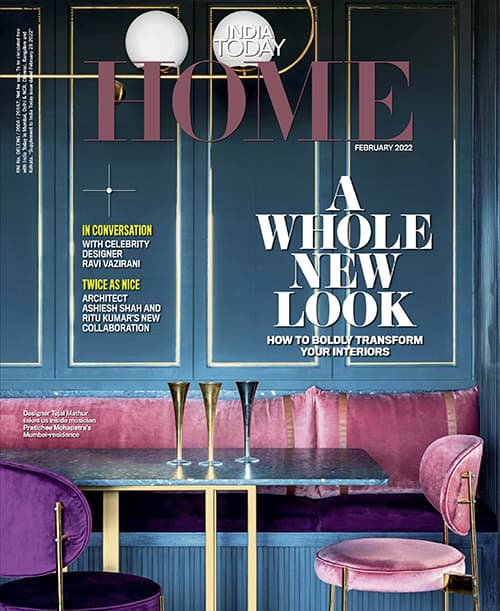 INDIA
TODAY
HOME
FEBRUARY 2022
A
WHOLE
NEW
LOOK
HOW TO BOLDLY TRANSFORM
YOUR INTERIORS
IN CONVERSATION
WITH CELEBRITY
DESIGNER
RAVI VAZIRANI
TWICE AS NICE
ARCHITECT
ASHIESH SHAH AND
RITU KUMAR'S NEW
COLLABORATION
Designer Tejal Mathur
takes us inside musician
Pratichee Mohapatra's
Mumbai-residence